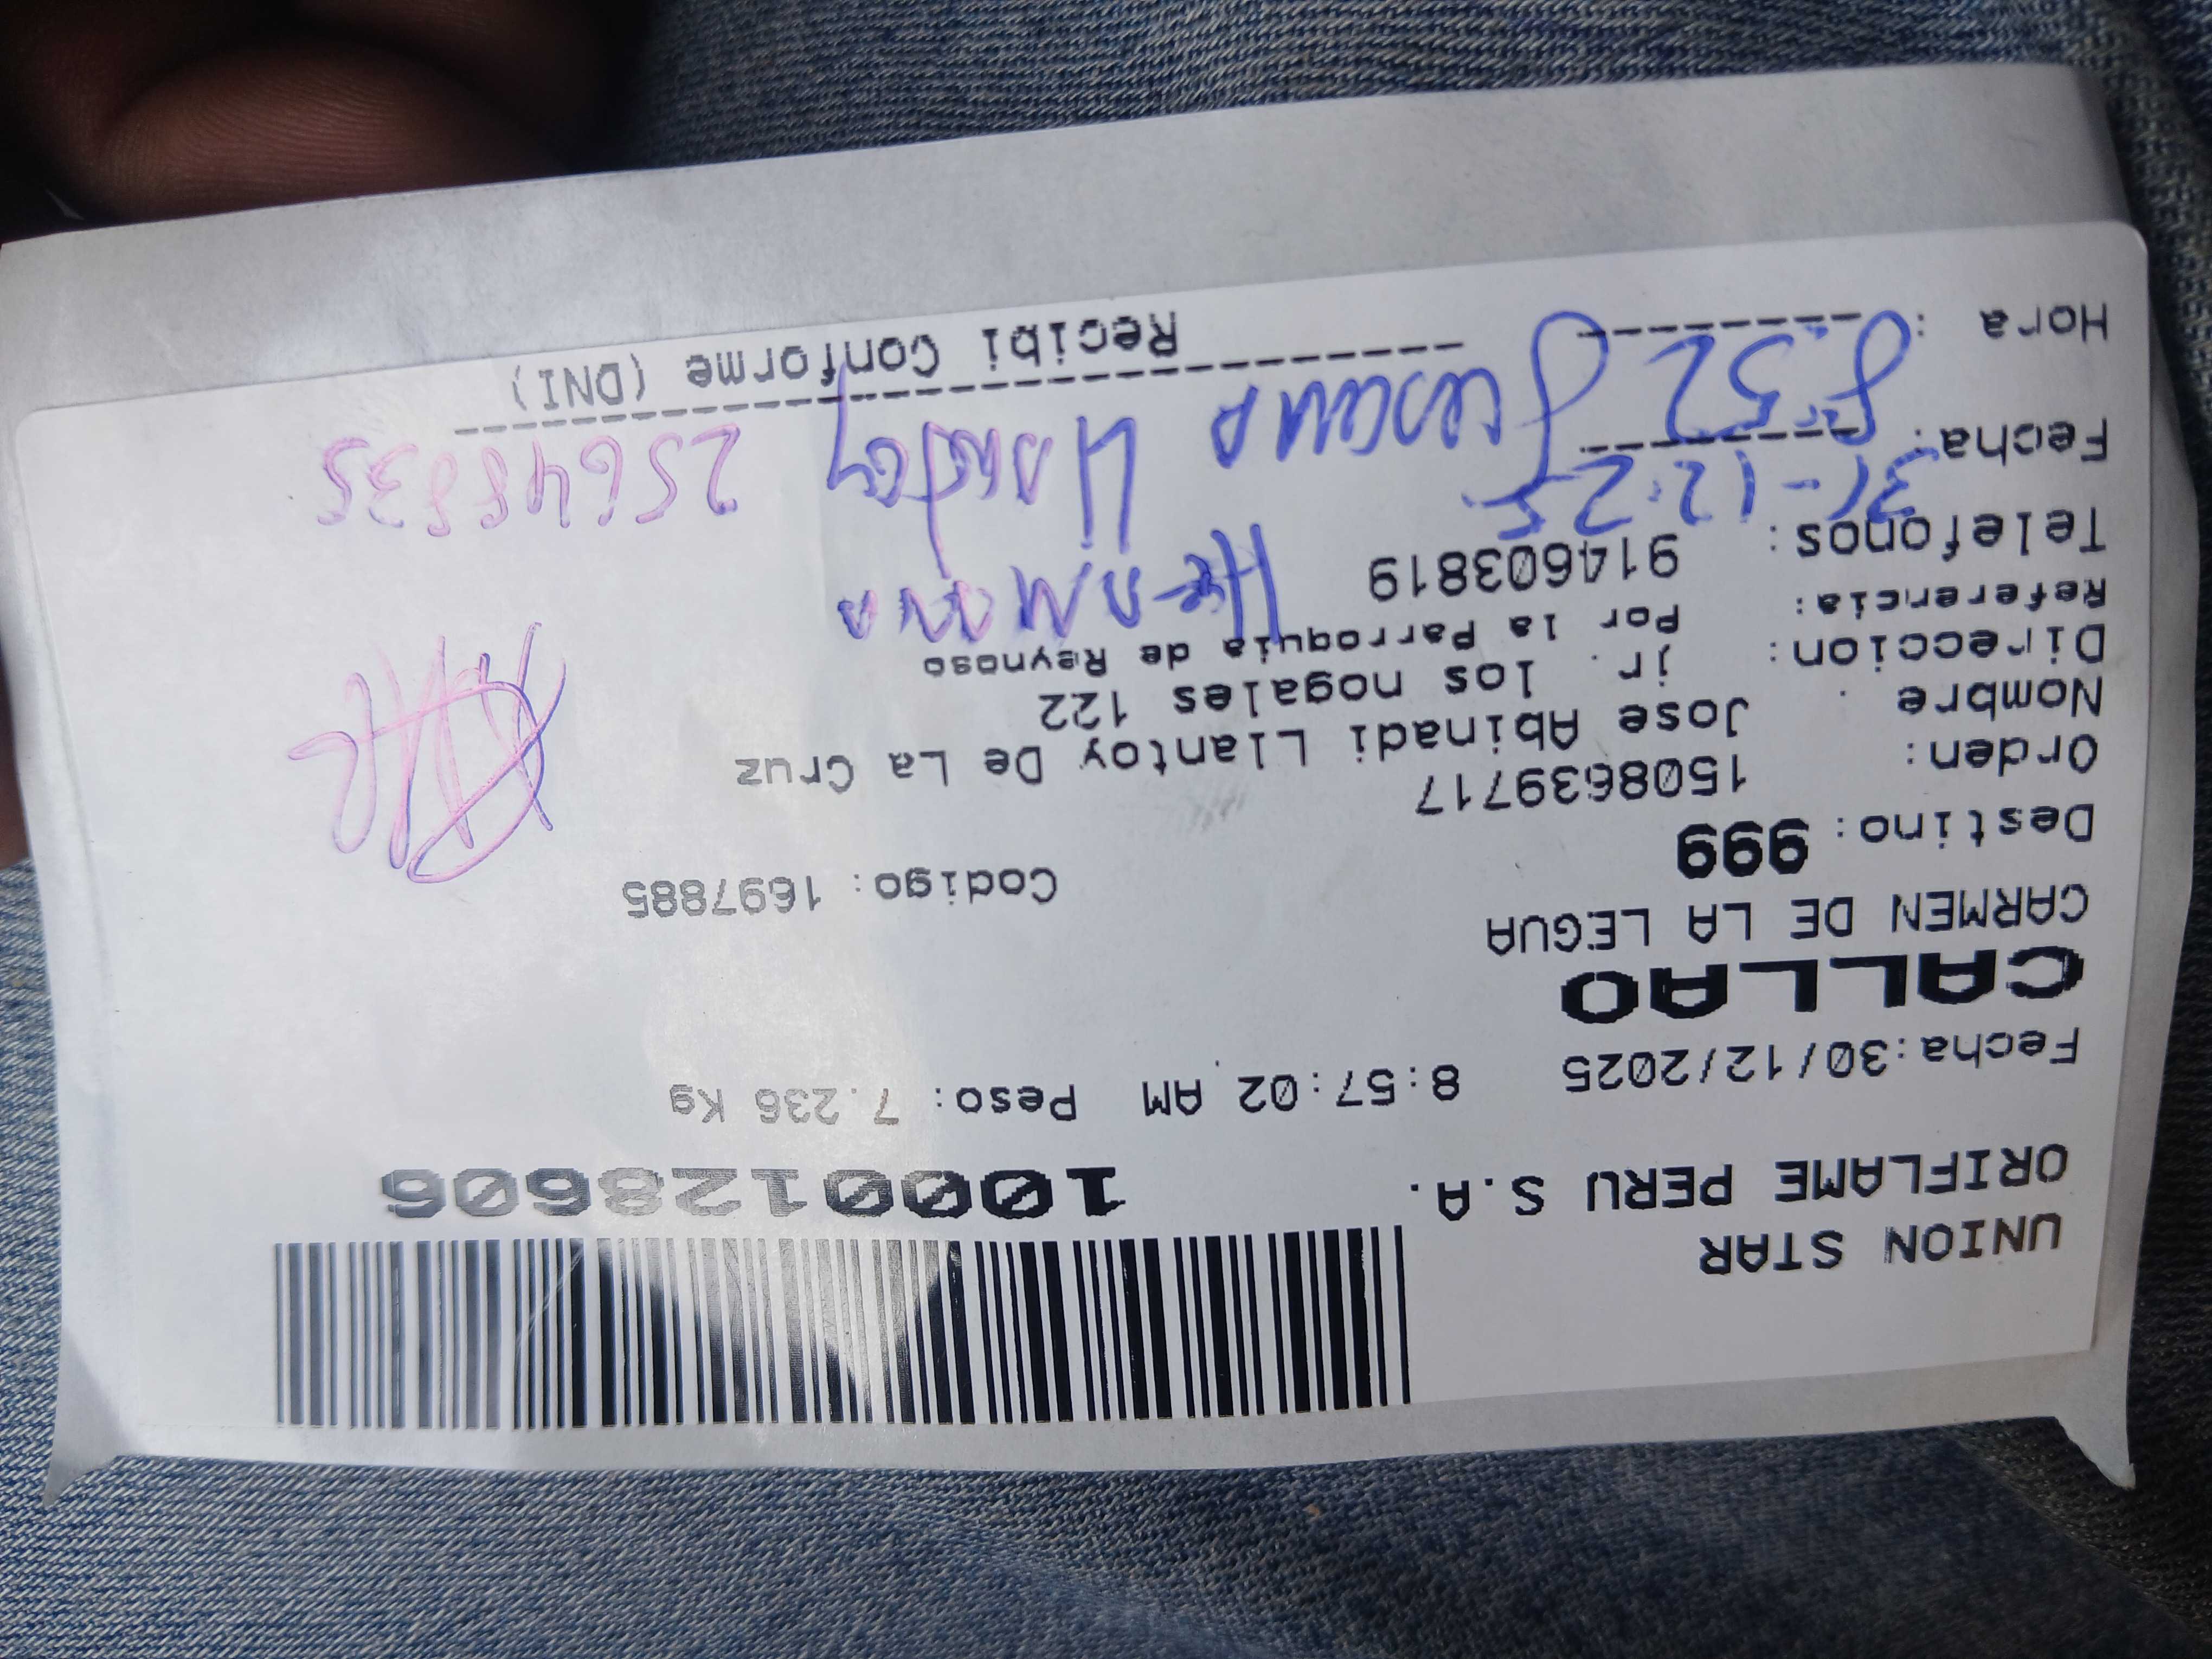 UNION STAR
ORIFLAME PERU S.A.
10001128606
Fecha:30/12/2025 8:57:02 AM Peso: 7.236 Kg
CALLAO
CARMEN DE LA LEGUA
Destino: 999 Codigo: 1697885
Orden: 1508639717
Nombre . Jose Abinadi Llantoy De La Cruz
Direccion: jr. los nogales 122
Referencia: Por la Parroquia de Reynoso
Telefonos: 914603819
Fecha: 31-12-25
Hora : 8:52
25648835
Recibi Conforme (DNI)